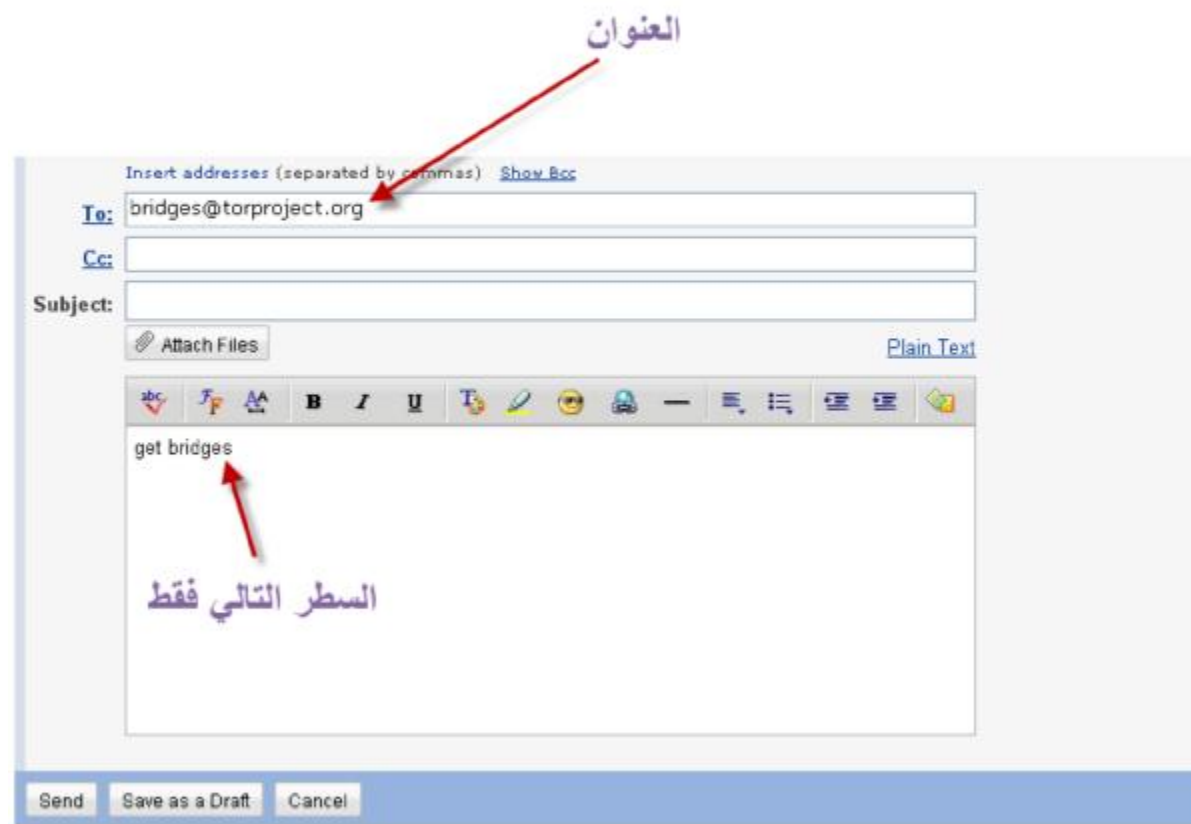 العنوان
Insert addresses (separated by commas) Show Bcc
To: bridges@torproject.org
Cc:
Subject:
Attach Files
Plain Text
get bridges
السطر التالي فقط
Send Save as a Draft Cancel